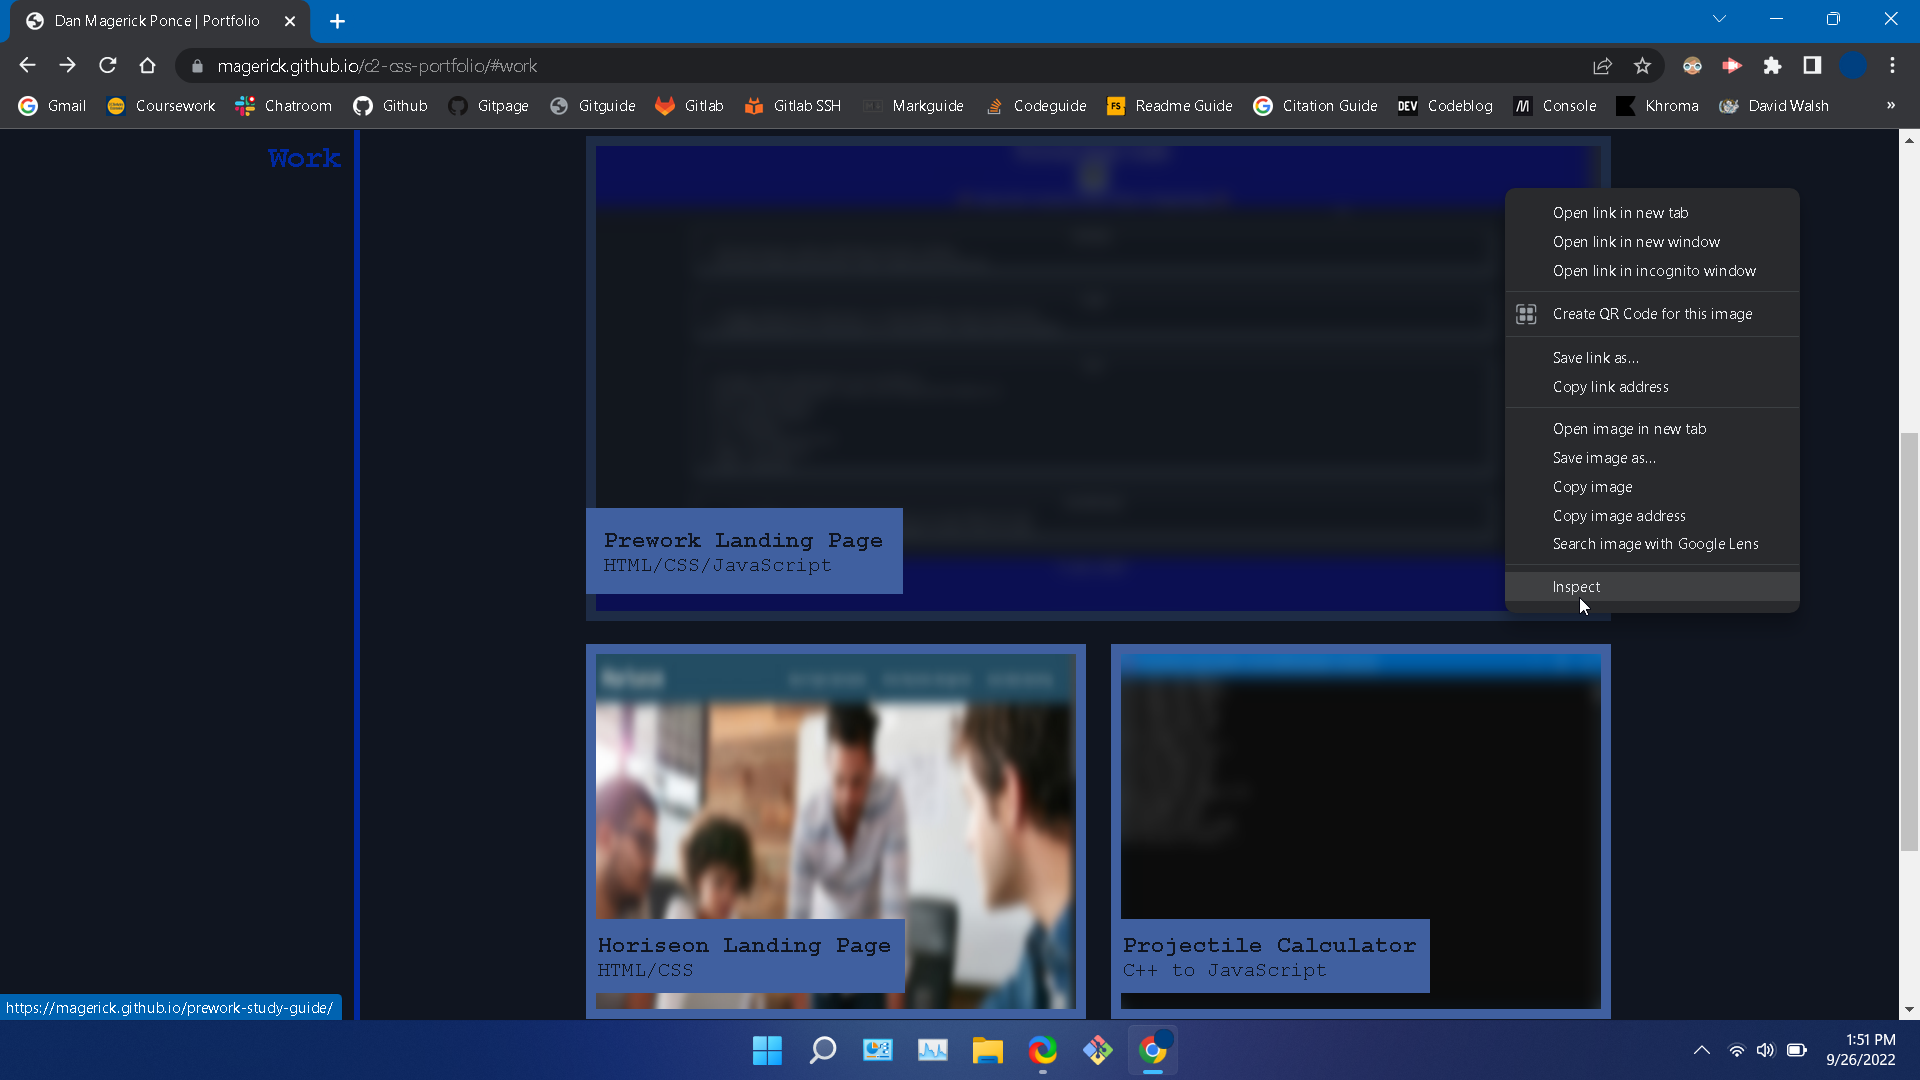 Dan Magerick Ponce | Portfolio
magerick.github.io/c2-css-portfolio/#work
Gmail Coursework Chatroom Github Gitpage Gitguide Gitlab Gitlab SSH Markguide Codeguide FS Readme Guide Citation Guide DEV Codeblog Console Khroma David Walsh »
Work
Open link in new tab
Open link in new window
Open link in incognito window
Create QR Code for this image
Save link as...
Copy link address
Open image in new tab
Save image as...
Copy image
Copy image address
Search image with Google Lens
Inspect
Prework Landing Page
HTML/CSS/JavaScript
Horiseon Landing Page
HTML/CSS
Projectile Calculator
C++ to JavaScript
https://magerick.github.io/prework-study-guide/
1:51 PM
9/26/2022